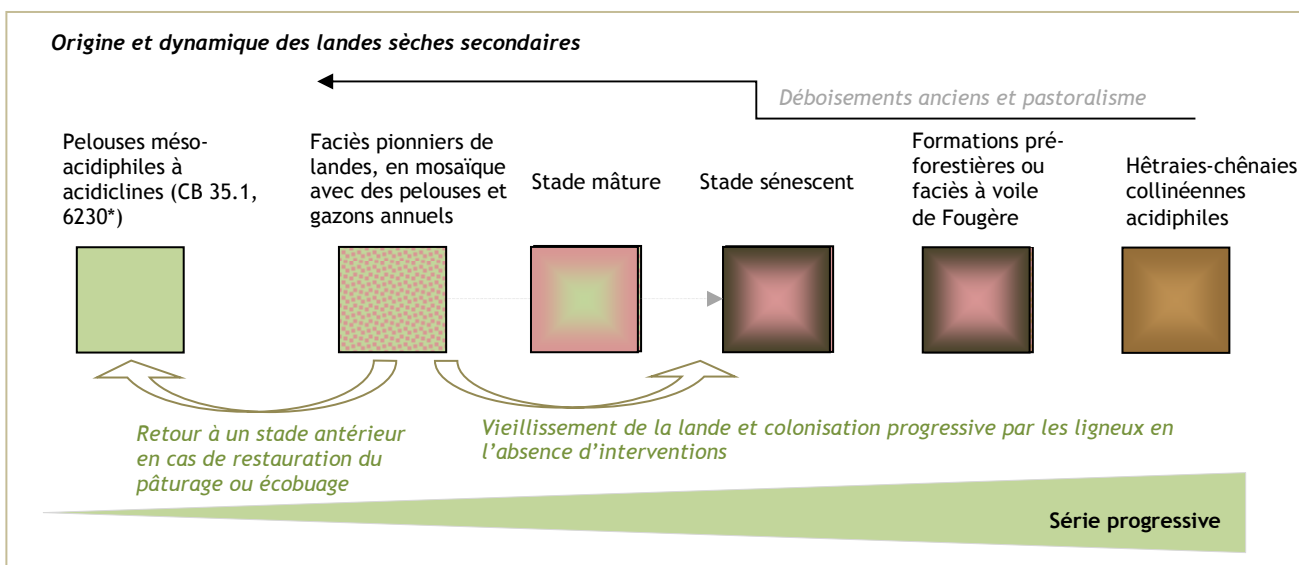 Origine et dynamique des landes sèches secondaires
Déboisements anciens et pastoralisme
Pelouses méso-
acidiphiles à
acidiclines (CB 35.1,
6230*)
Faciès pionniers de
landes, en mosaïque
avec des pelouses et
gazons annuels
Stade mâture
Stade sénescent
Formations pré-
forestières ou
faciès à voile
de Fougère
Hêtraies-chênaies
collinéennes
acidiphiles
Retour à un stade antérieur
en cas de restauration du
pâturage ou écobuage
Vieillissement de la lande et colonisation progressive par les ligneux en
l’absence d’interventions
Série progressive